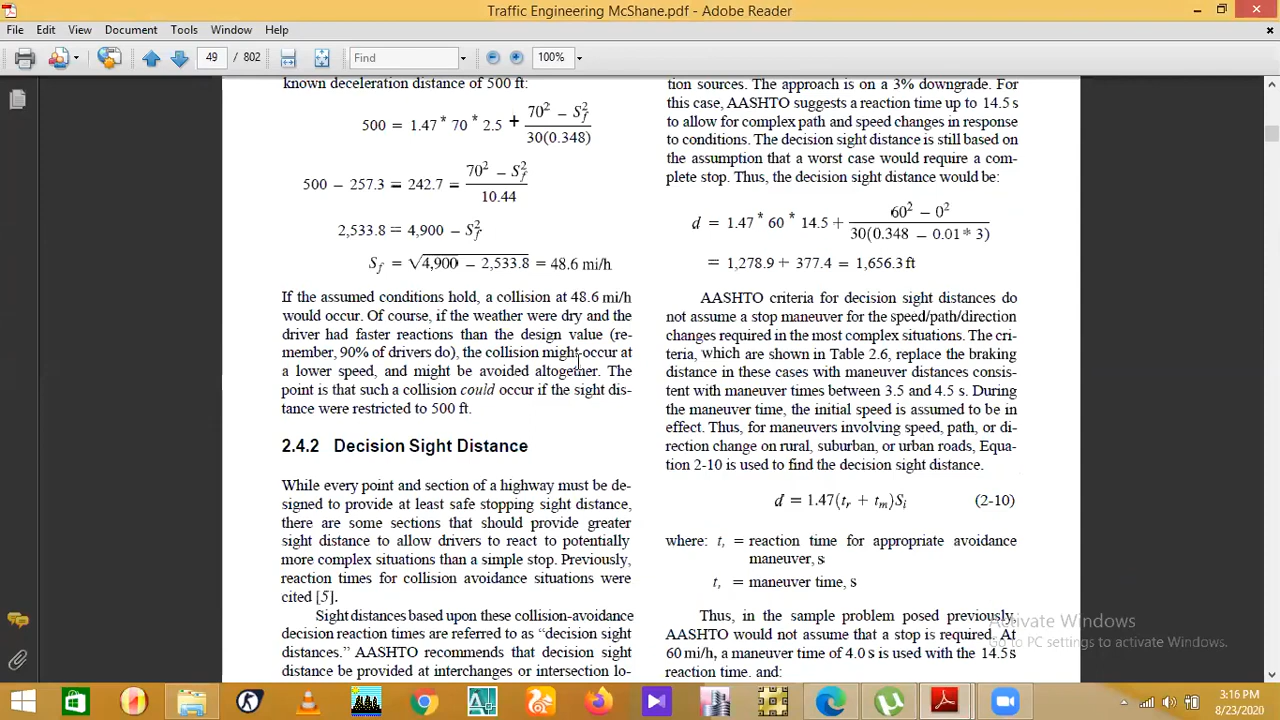 Traffic Engineering McShane.pdf - Adobe Reader
File Edit View Document Tools Window Help
49 / 802 100% Find
known deceleration distance of 500 ft:
500 = 1.47 * 70 * 2.5 + (70² − S_f²) / 30(0.348)
500 − 257.3 = 242.7 = (70² − S_f²) / 10.44
2,533.8 = 4,900 − S_f²
S_f = √(4,900 − 2,533.8) = 48.6 mi/h
If the assumed conditions hold, a collision at 48.6 mi/h
would occur. Of course, if the weather were dry and the
driver had faster reactions than the design value (re-
member, 90% of drivers do), the collision might occur at
a lower speed, and might be avoided altogether. The
point is that such a collision could occur if the sight dis-
tance were restricted to 500 ft.
2.4.2 Decision Sight Distance
While every point and section of a highway must be de-
signed to provide at least safe stopping sight distance,
there are some sections that should provide greater
sight distance to allow drivers to react to potentially
more complex situations than a simple stop. Previously,
reaction times for collision avoidance situations were
cited [5].
Sight distances based upon these collision-avoidance
decision reaction times are referred to as “decision sight
distances.” AASHTO recommends that decision sight
distance be provided at interchanges or intersection lo-
tion sources. The approach is on a 3% downgrade. For
this case, AASHTO suggests a reaction time up to 14.5 s
to allow for complex path and speed changes in response
to conditions. The decision sight distance is still based on
the assumption that a worst case would require a com-
plete stop. Thus, the decision sight distance would be:
d = 1.47 * 60 * 14.5 + (60² − 0²) / 30(0.348 − 0.01 * 3)
= 1,278.9 + 377.4 = 1,656.3 ft
AASHTO criteria for decision sight distances do
not assume a stop maneuver for the speed/path/direction
changes required in the most complex situations. The cri-
teria, which are shown in Table 2.6, replace the braking
distance in these cases with maneuver distances consis-
tent with maneuver times between 3.5 and 4.5 s. During
the maneuver time, the initial speed is assumed to be in
effect. Thus, for maneuvers involving speed, path, or di-
rection change on rural, suburban, or urban roads, Equa-
tion 2-10 is used to find the decision sight distance.
d = 1.47(t_r + t_m)S_i (2-10)
where: t, = reaction time for appropriate avoidance
maneuver, s
t, = maneuver time, s
Thus, in the sample problem posed previously,
AASHTO would not assume that a stop is required. At
60 mi/h, a maneuver time of 4.0 s is used with the 14.5 s
reaction time. and:
Activate Windows
Go to PC settings to activate Windows.
3:16 PM
8/23/2020